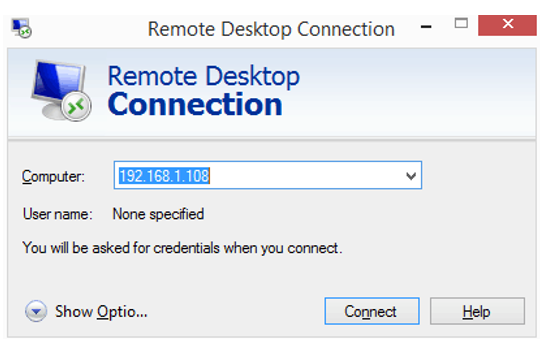 Remote Desktop Connection
Remote Desktop
Connection
Computer: 192.168.1.108
User name: None specified
You will be asked for credentials when you connect.
Show Optio... Connect Help